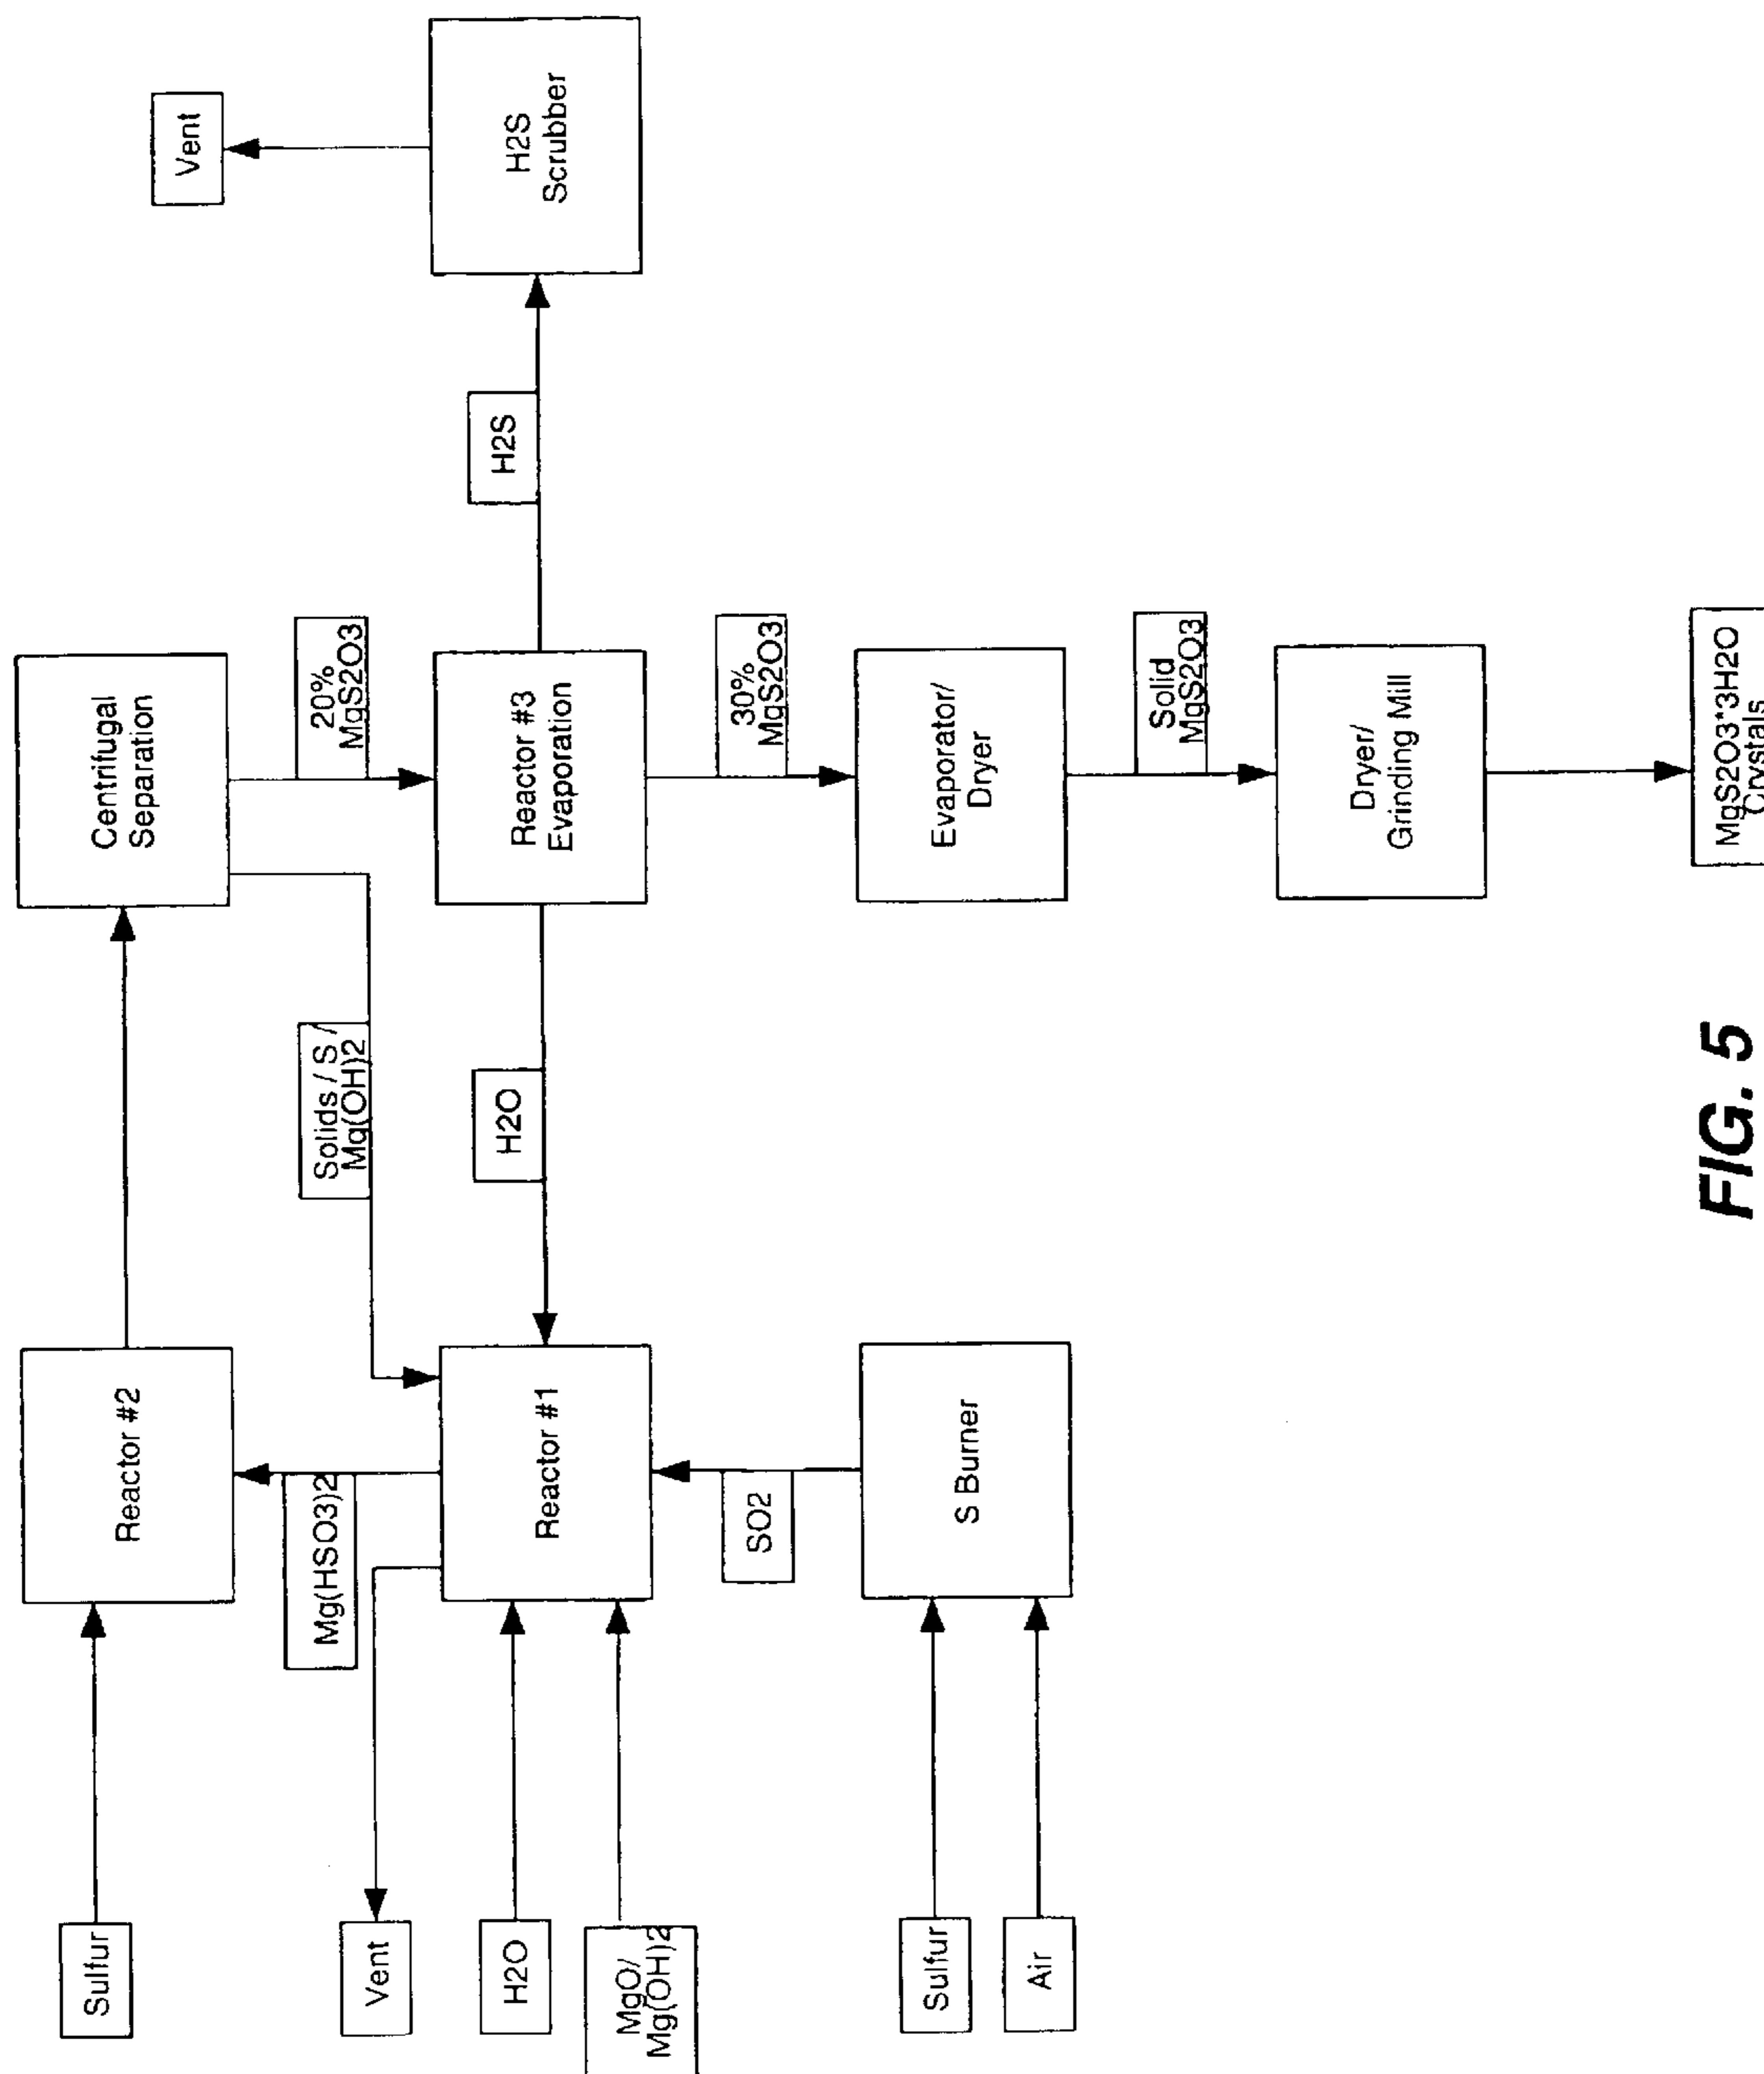 Sulfur
Reactor #2
Centrifugal
Separation
Vent
Mg(HSO3)2
Solids / S /
Mg(OH)2
20%
MgS2O3
Vent
H2O
Reactor #1
H2O
Reactor #3
Evaporation
H2S
H2S
Scrubber
MgO/
Mg(OH)2
SO2
30%
MgS2O3
Sulfur
S Burner
Evaporator/
Dryer
Air
Solid
MgS2O3
Dryer/
Grinding Mill
MgS2O3*3H2O
Crystals
FIG. 5